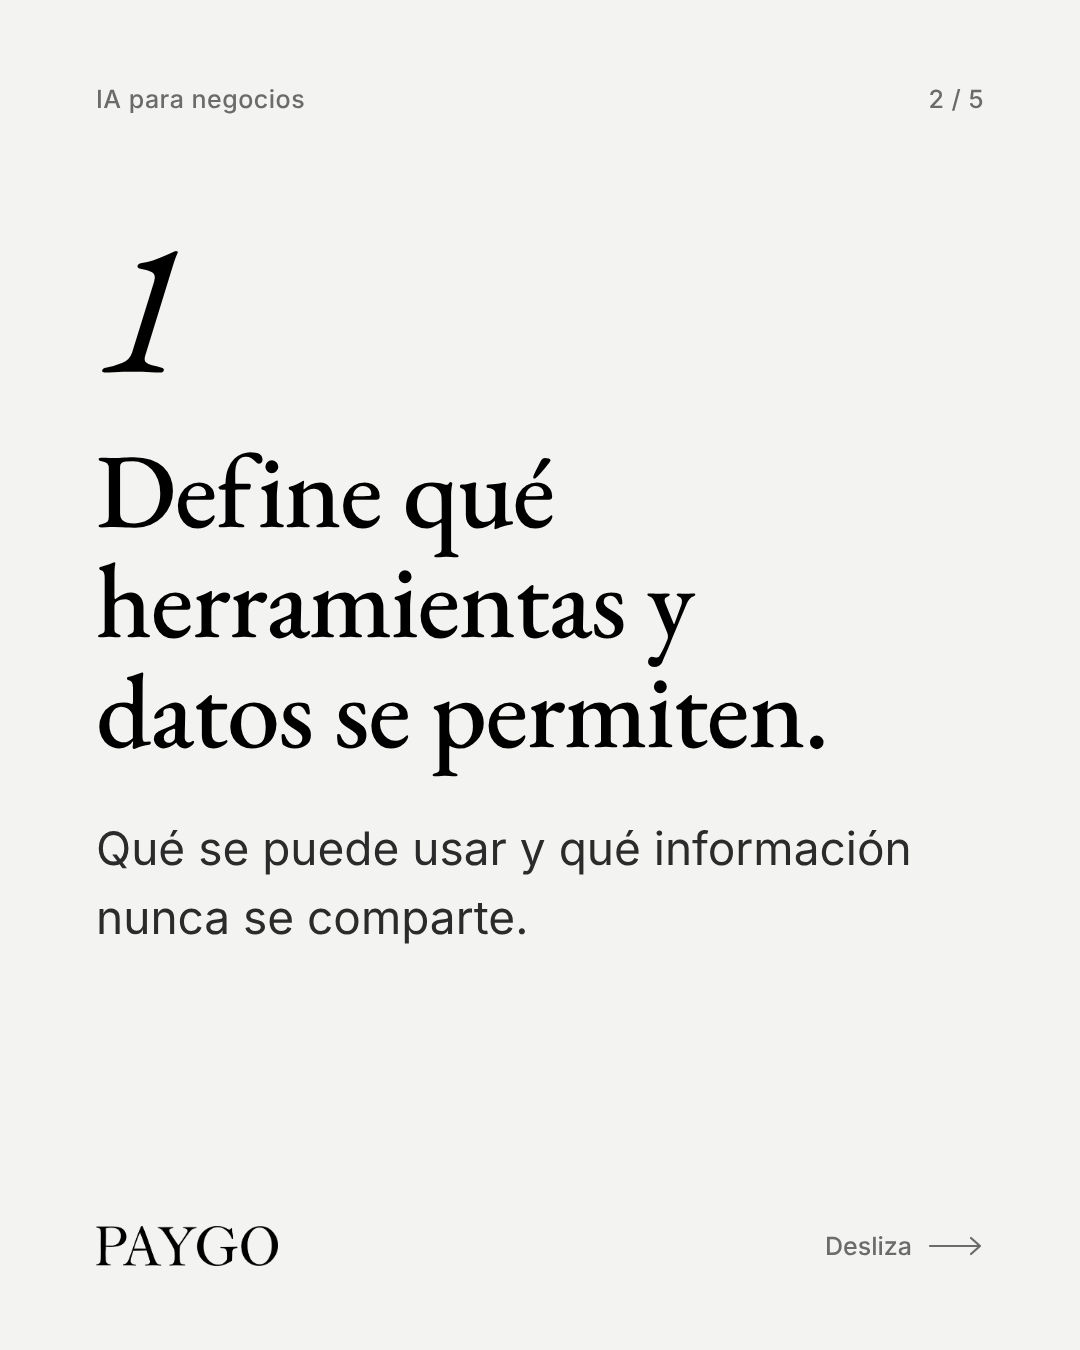 IA para negocios
2 / 5
1
Define qué
herramientas y
datos se permiten.
Qué se puede usar y qué información
nunca se comparte.
PAYGO
Desliza